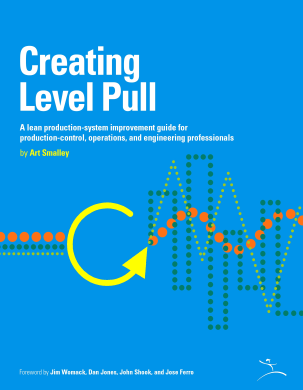 Creating
Level Pull
A lean production-system improvement guide for
production-control, operations, and engineering professionals
by Art Smalley
Foreword by Jim Womack, Dan Jones, John Shook, and Jose Ferro